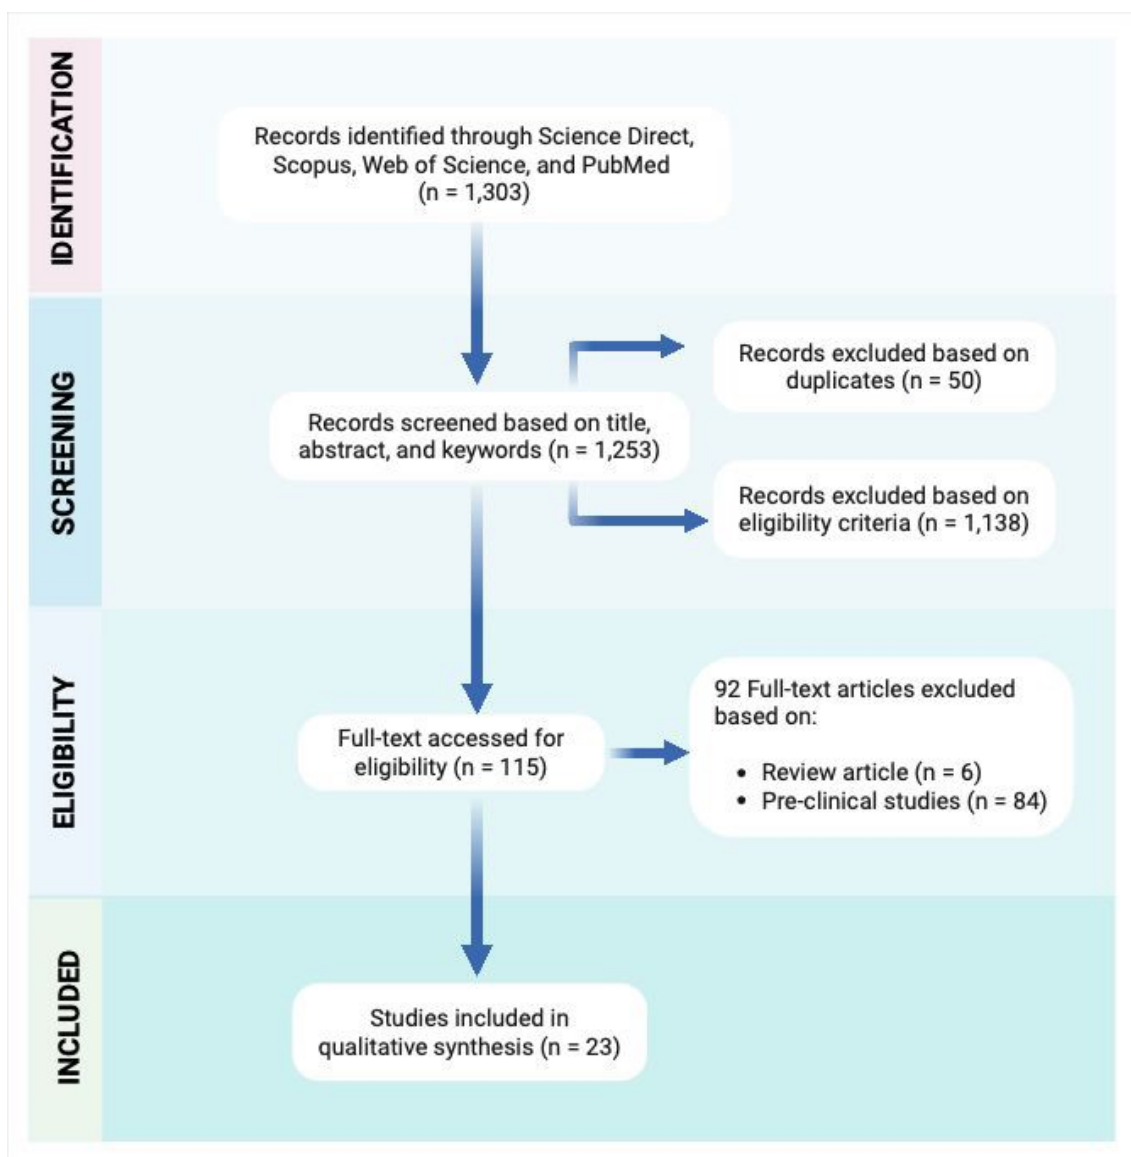 IDENTIFICATION
Records identified through Science Direct,
Scopus, Web of Science, and PubMed
(n = 1,303)
SCREENING
Records screened based on title,
abstract, and keywords (n = 1,253)
Records excluded based on
duplicates (n = 50)
Records excluded based on
eligibility criteria (n = 1,138)
ELIGIBILITY
Full-text accessed for
eligibility (n = 115)
92 Full-text articles excluded
based on:
• Review article (n = 6)
• Pre-clinical studies (n = 84)
INCLUDED
Studies included in
qualitative synthesis (n = 23)